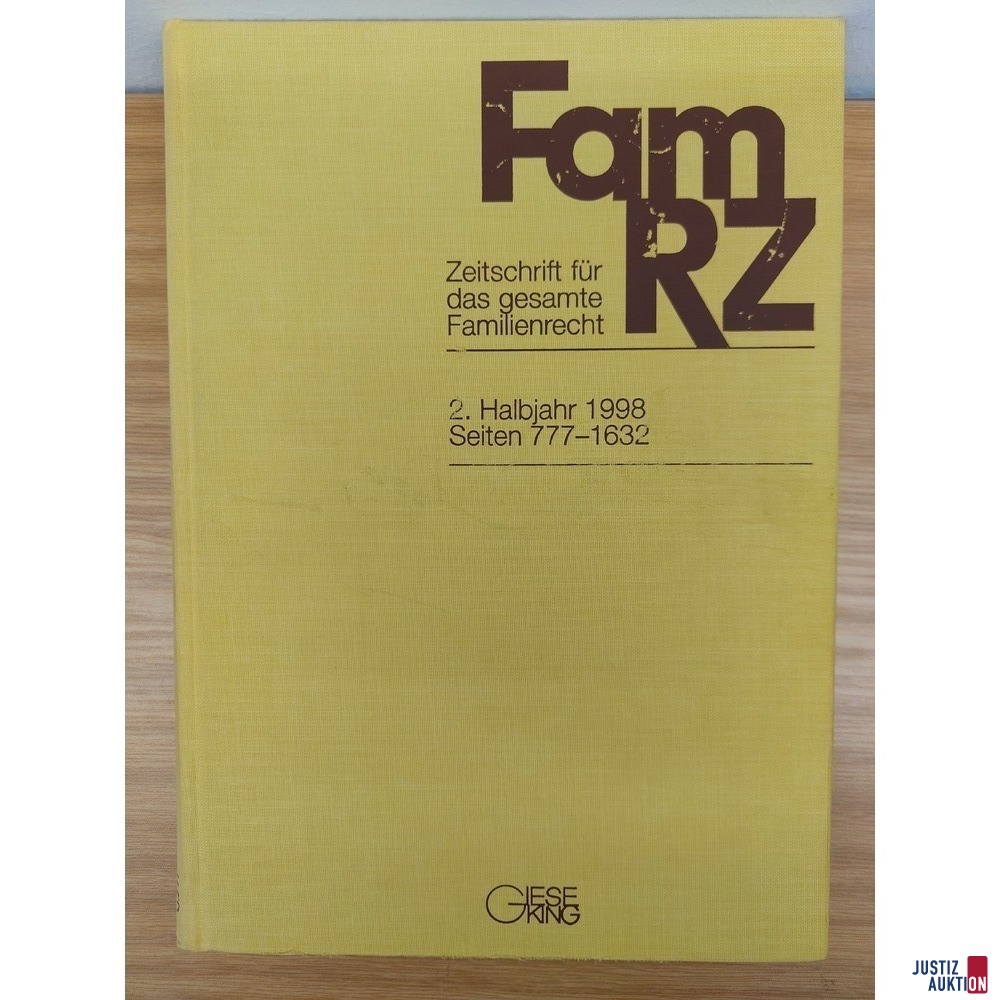 Fam
RZ
Zeitschrift für
das gesamte
Familienrecht
2. Halbjahr 1998
Seiten 777–1632
GIESE
KING
JUSTIZ
AUKTION